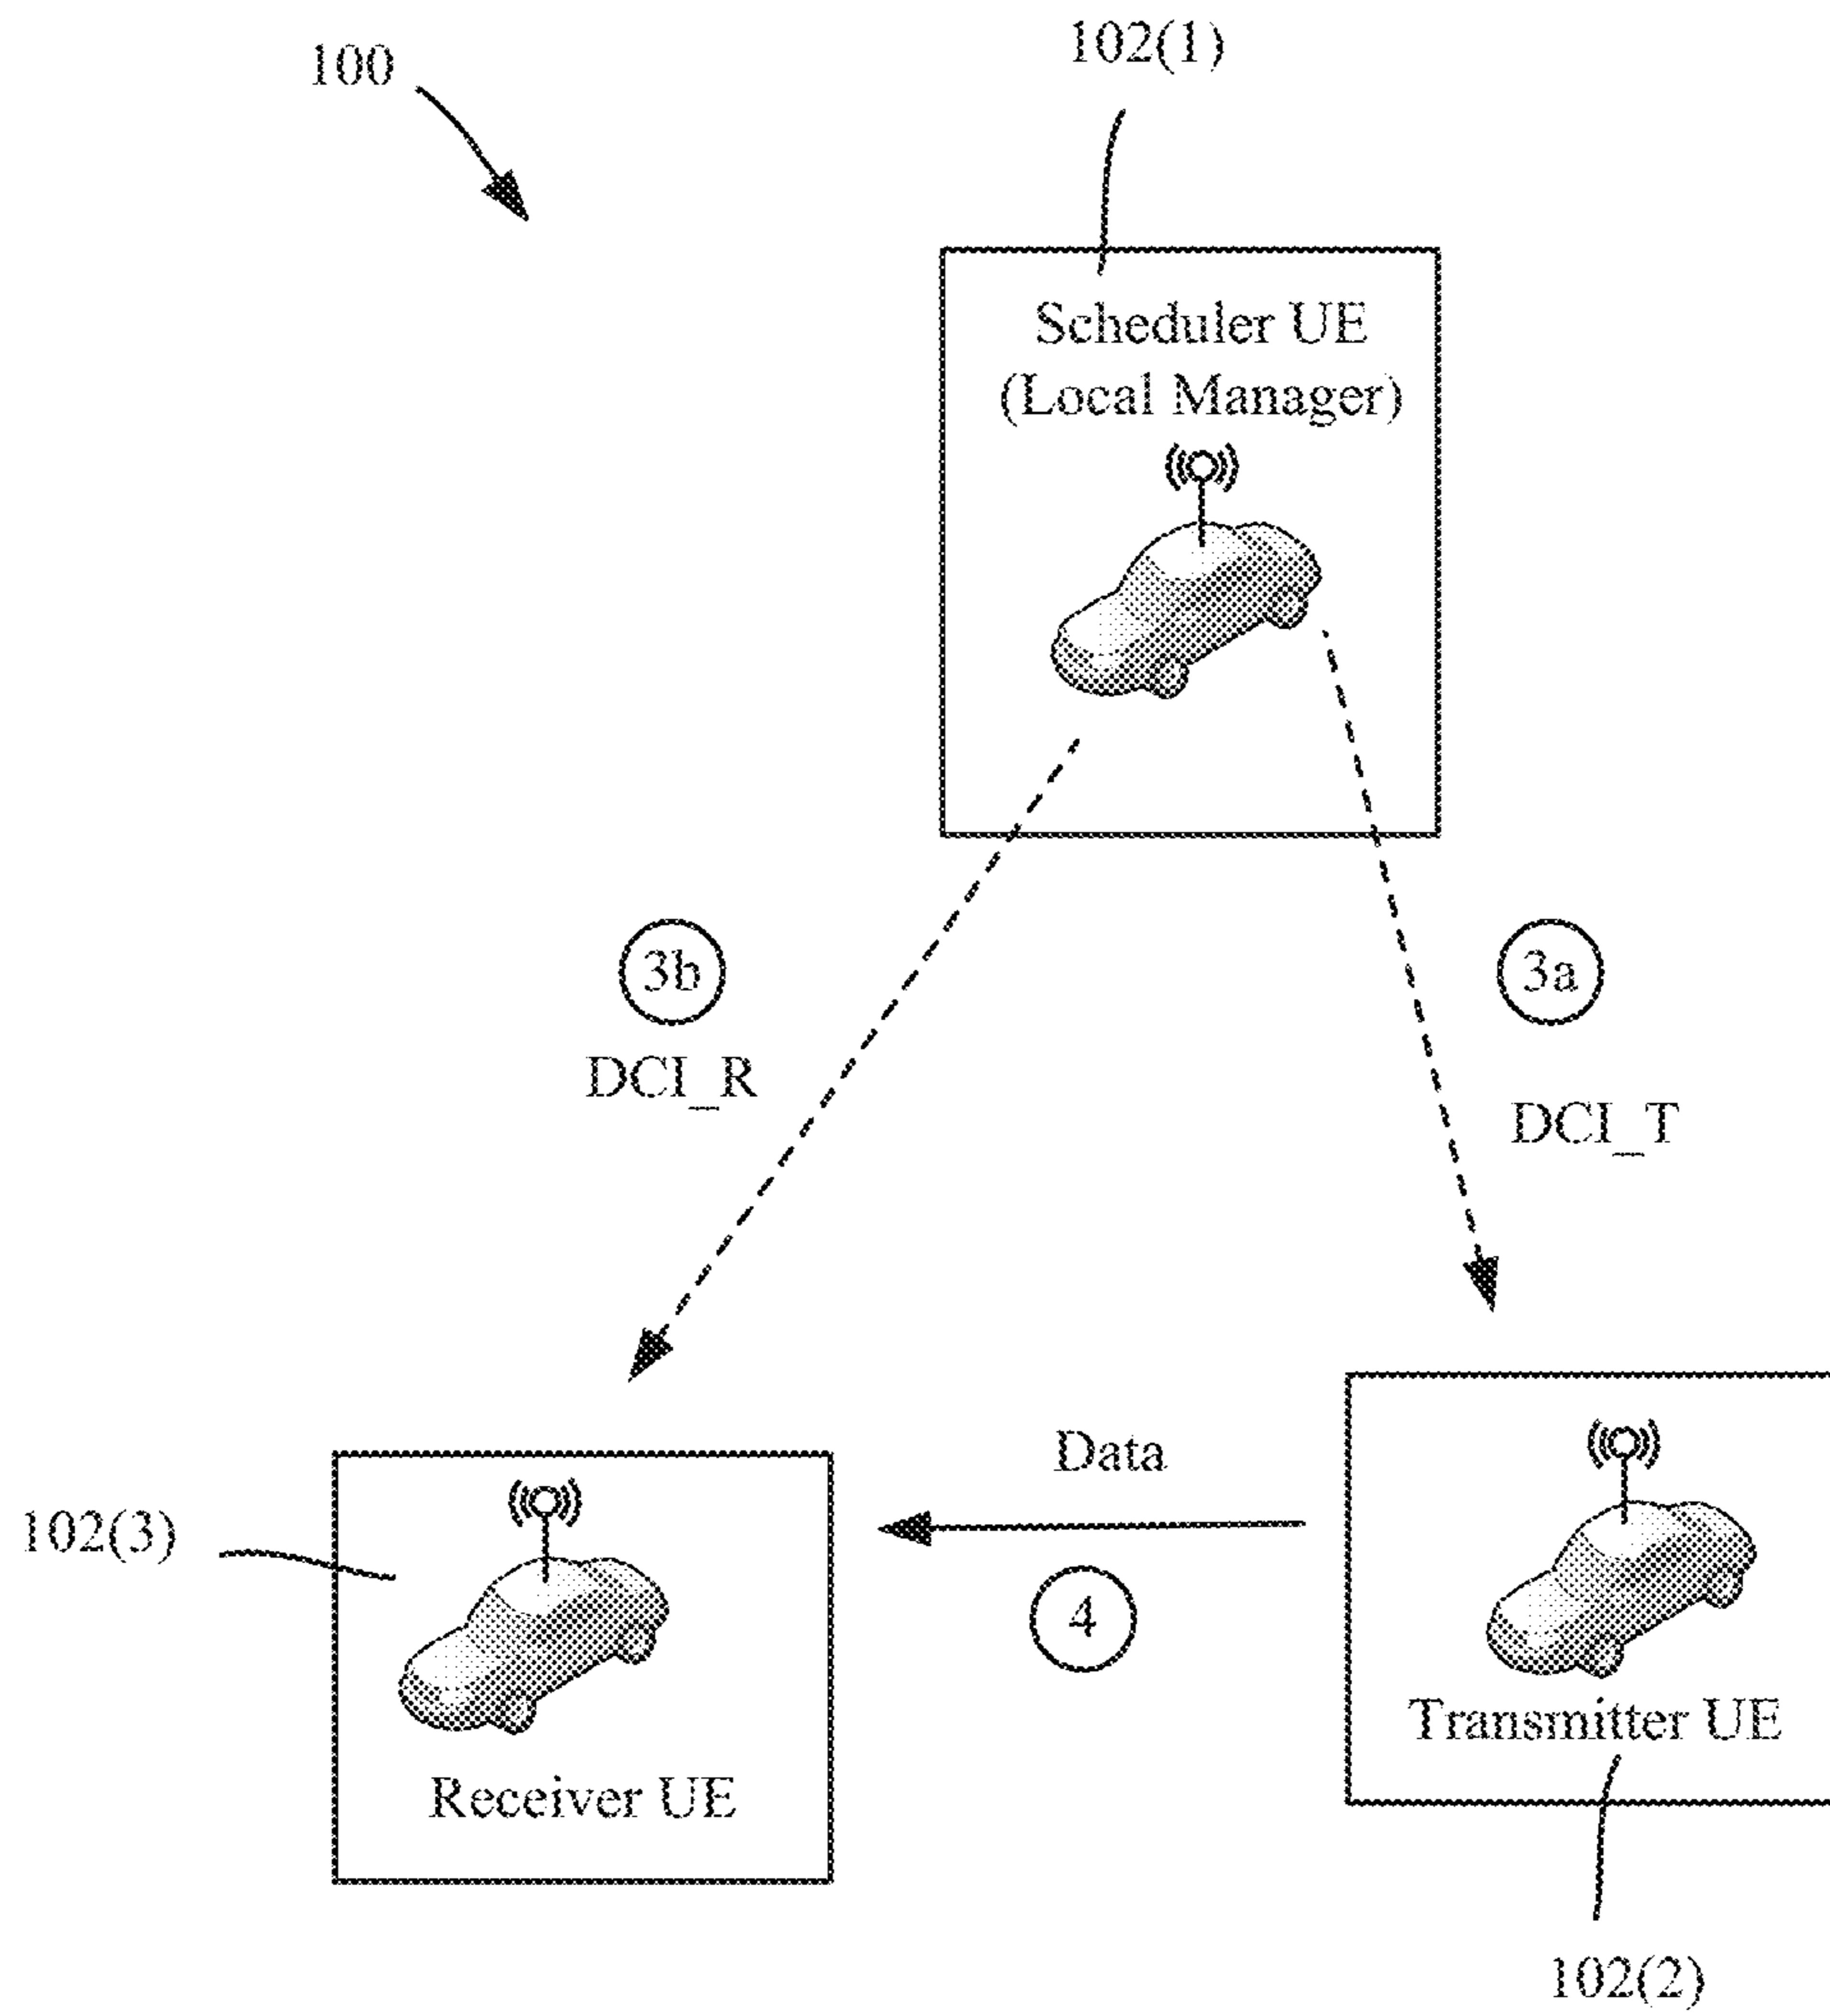 100
102(1)
Scheduler UE
(Local Manager)
3b
3a
DCI_R
DCI_T
Data
102(3)
4
Transmitter UE
Receiver UE
102(2)